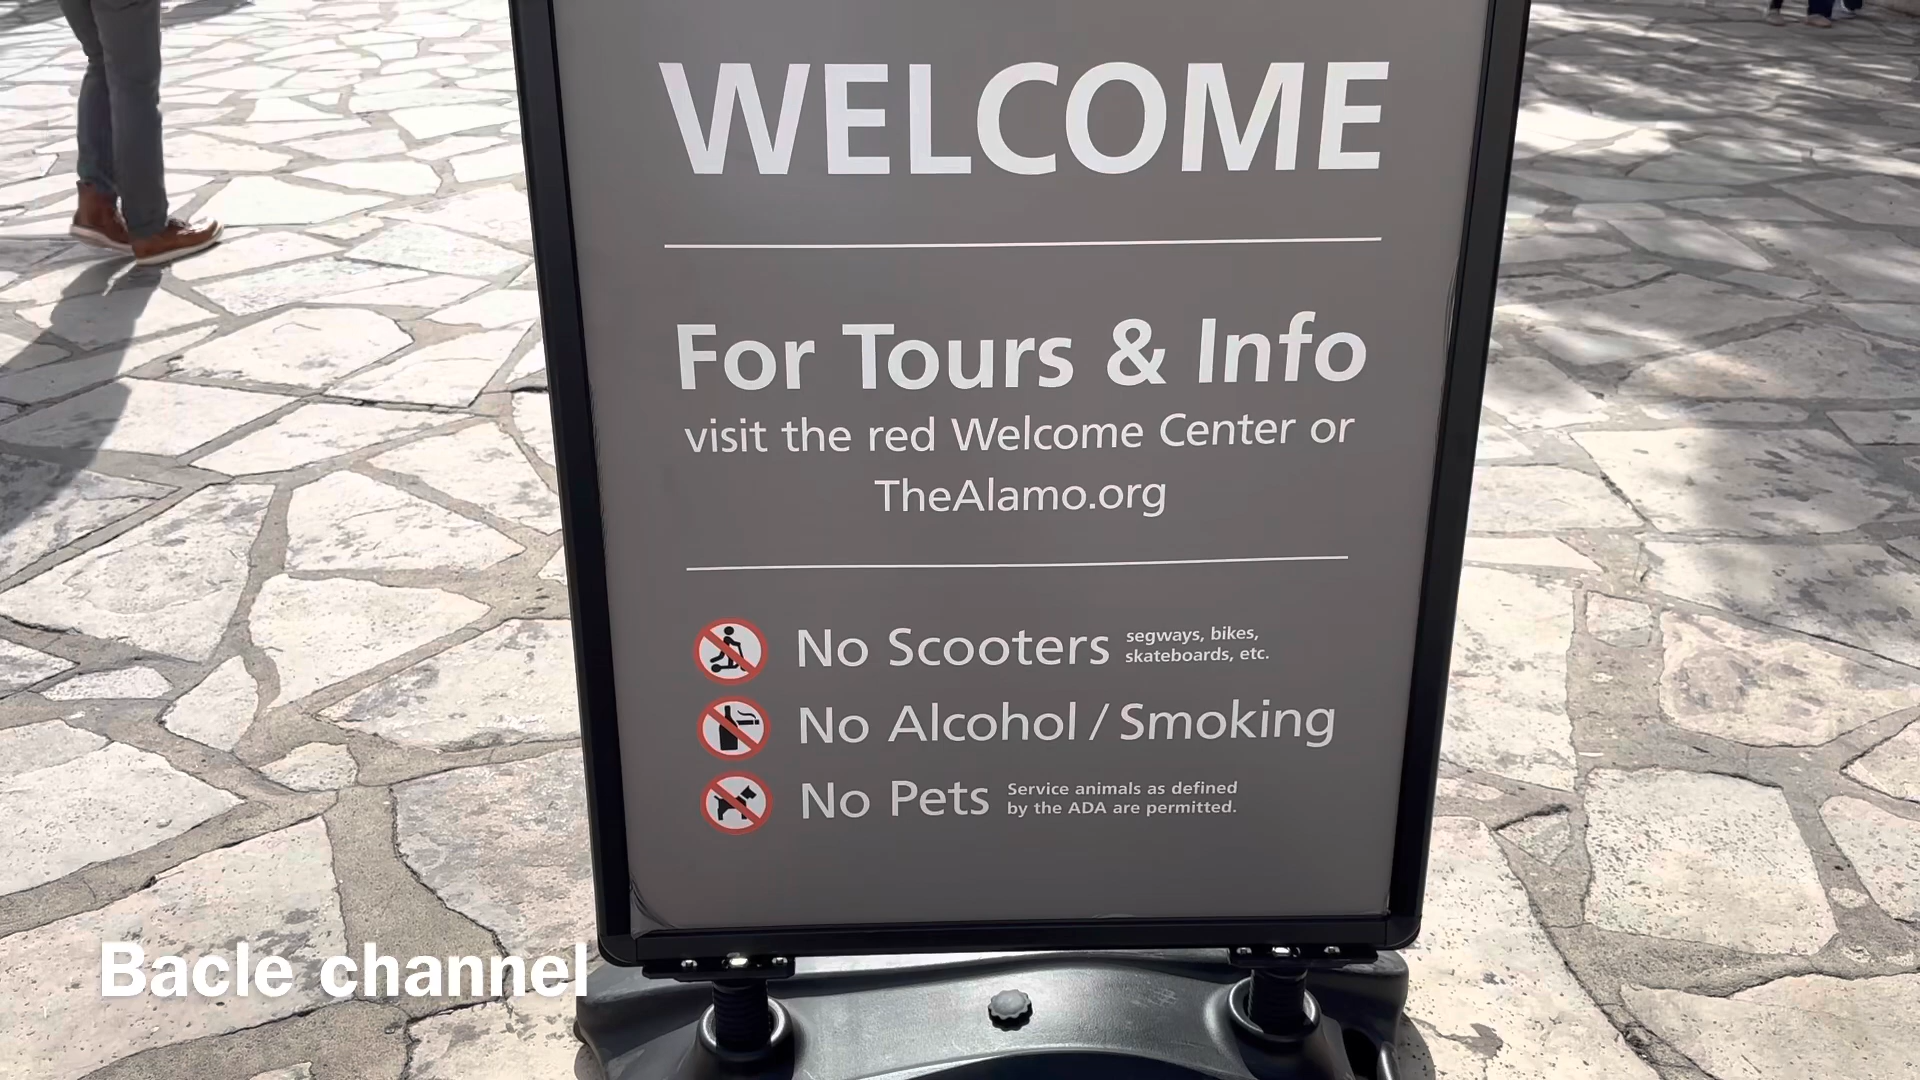 WELCOME
For Tours & Info
visit the red Welcome Center or
TheAlamo.org
No Scooters segways, bikes,
skateboards, etc.
No Alcohol / Smoking
No Pets Service animals as defined
by the ADA are permitted.
Bacle channel